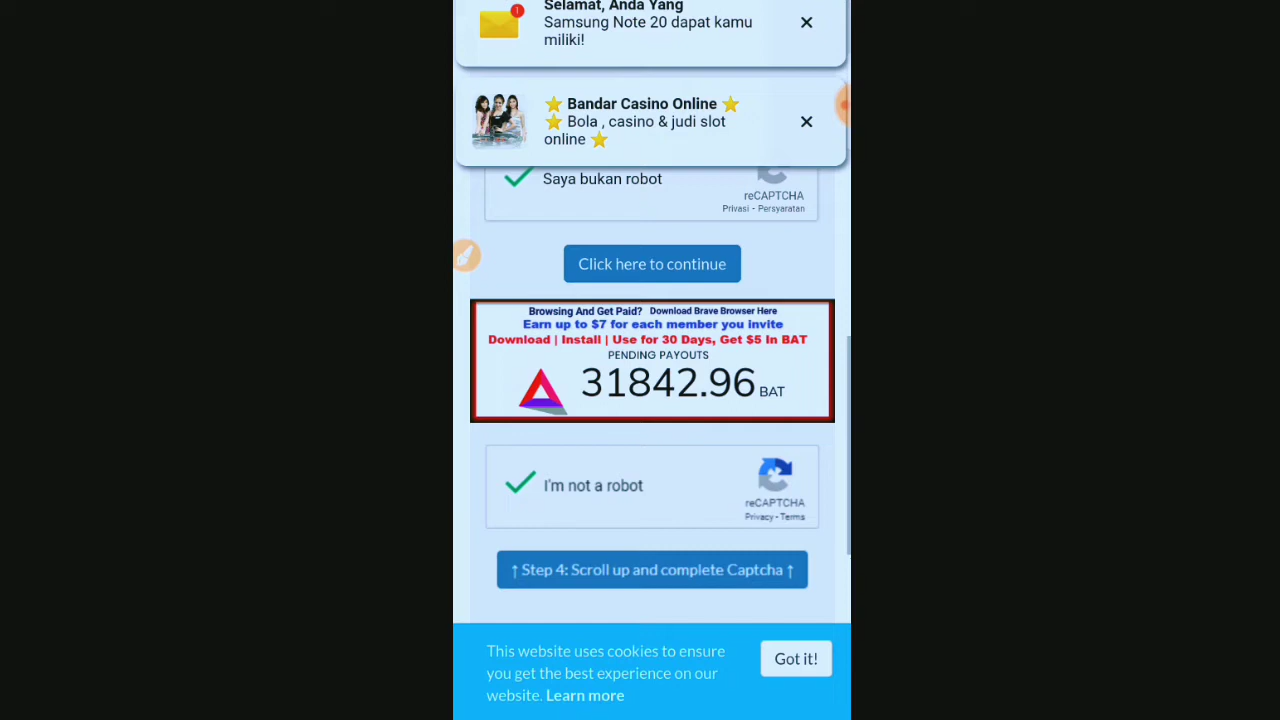 Selamat, Anda Yang
Samsung Note 20 dapat kamu
miliki!
1
⭐ Bandar Casino Online ⭐
⭐ Bola , casino & judi slot
online ⭐
Saya bukan robot
reCAPTCHA
Privasi - Persyaratan
Click here to continue
Browsing And Get Paid? Download Brave Browser Here
Earn up to $7 for each member you invite
Download | Install | Use for 30 Days, Get $5 In BAT
PENDING PAYOUTS
31842.96 BAT
I'm not a robot
reCAPTCHA
Privacy - Terms
↑ Step 4: Scroll up and complete Captcha ↑
This website uses cookies to ensure
you get the best experience on our
website. Learn more
Got it!